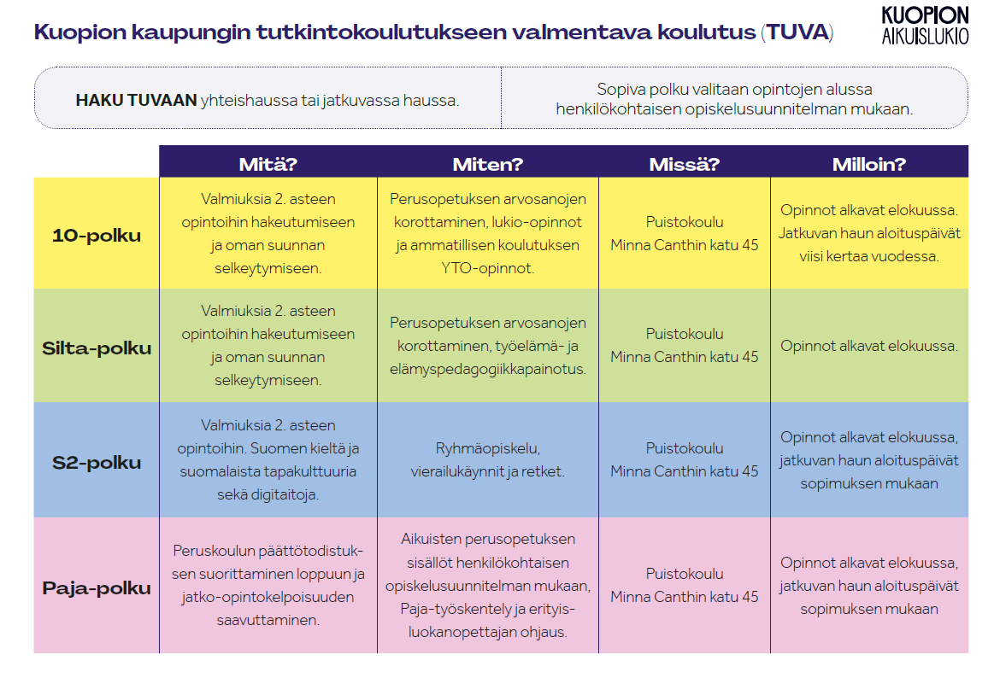 Kuopion kaupungin tutkintokoulutukseen valmentava koulutus (TUVA)
KUOPION
AIKUISLUKIO
HAKU TUVAAN yhteishaussa tai jatkuvassa haussa.
Sopiva polku valitaan opintojen alussa
henkilökohtaisen opiskelusuunnitelman mukaan.
Mitä?
Miten?
Missä?
Milloin?
10-polku
Valmiuksia 2. asteen
opintoihin hakeutumiseen
ja oman suunnan
selkeytymiseen.
Perusopetuksen arvosanojen
korottaminen, lukio-opinnot
ja ammatillisen koulutuksen
YTO-opinnot.
Puistokoulu
Minna Canthin katu 45
Opinnot alkavat elokuussa.
Jatkuvan haun aloituspäivät
viisi kertaa vuodessa.
Silta-polku
Valmiuksia 2. asteen
opintoihin hakeutumiseen
ja oman suunnan
selkeytymiseen.
Perusopetuksen arvosanojen
korottaminen, työelämä- ja
elämyspedagogiikkapainotus.
Puistokoulu
Minna Canthin katu 45
Opinnot alkavat elokuussa.
S2-polku
Valmiuksia 2. asteen
opintoihin. Suomen kieltä ja
suomalaista tapakulttuuria
sekä digitaitoja.
Ryhmäopiskelu,
vierailukäynnit ja retket.
Puistokoulu
Minna Canthin katu 45
Opinnot alkavat elokuussa,
jatkuvan haun aloituspäivät
sopimuksen mukaan
Paja-polku
Peruskoulun päättötodistuk-
sen suorittaminen loppuun ja
jatko-opintokelpoisuuden
saavuttaminen.
Aikuisten perusopetuksen
sisällöt henkilökohtaisen
opiskelusuunnitelman mukaan,
Paja-työskentely ja erityis-
luokanopettajan ohjaus.
Puistokoulu
Minna Canthin katu 45
Opinnot alkavat elokuussa,
jatkuvan haun aloituspäivät
sopimuksen mukaan